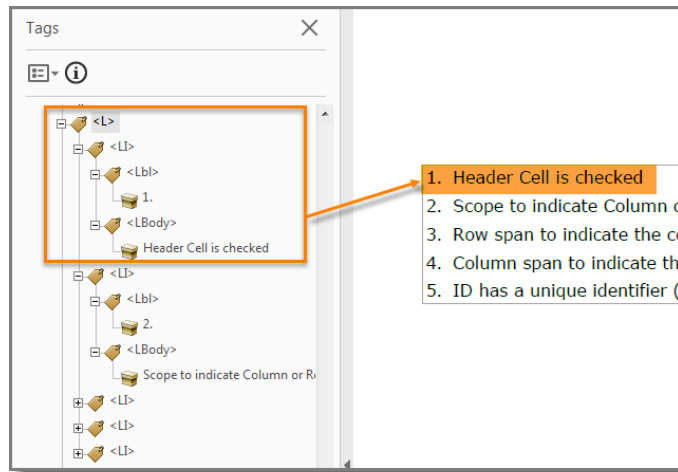 Tags
<L>
<LI>
<Lbl>
1.
<LBody>
Header Cell is checked
<LI>
<Lbl>
2.
<LBody>
Scope to indicate Column or
<LI>
<LI>
<LI>
1. Header Cell is checked
2. Scope to indicate Column
3. Row span to indicate the
4. Column span to indicate
5. ID has a unique identifier (